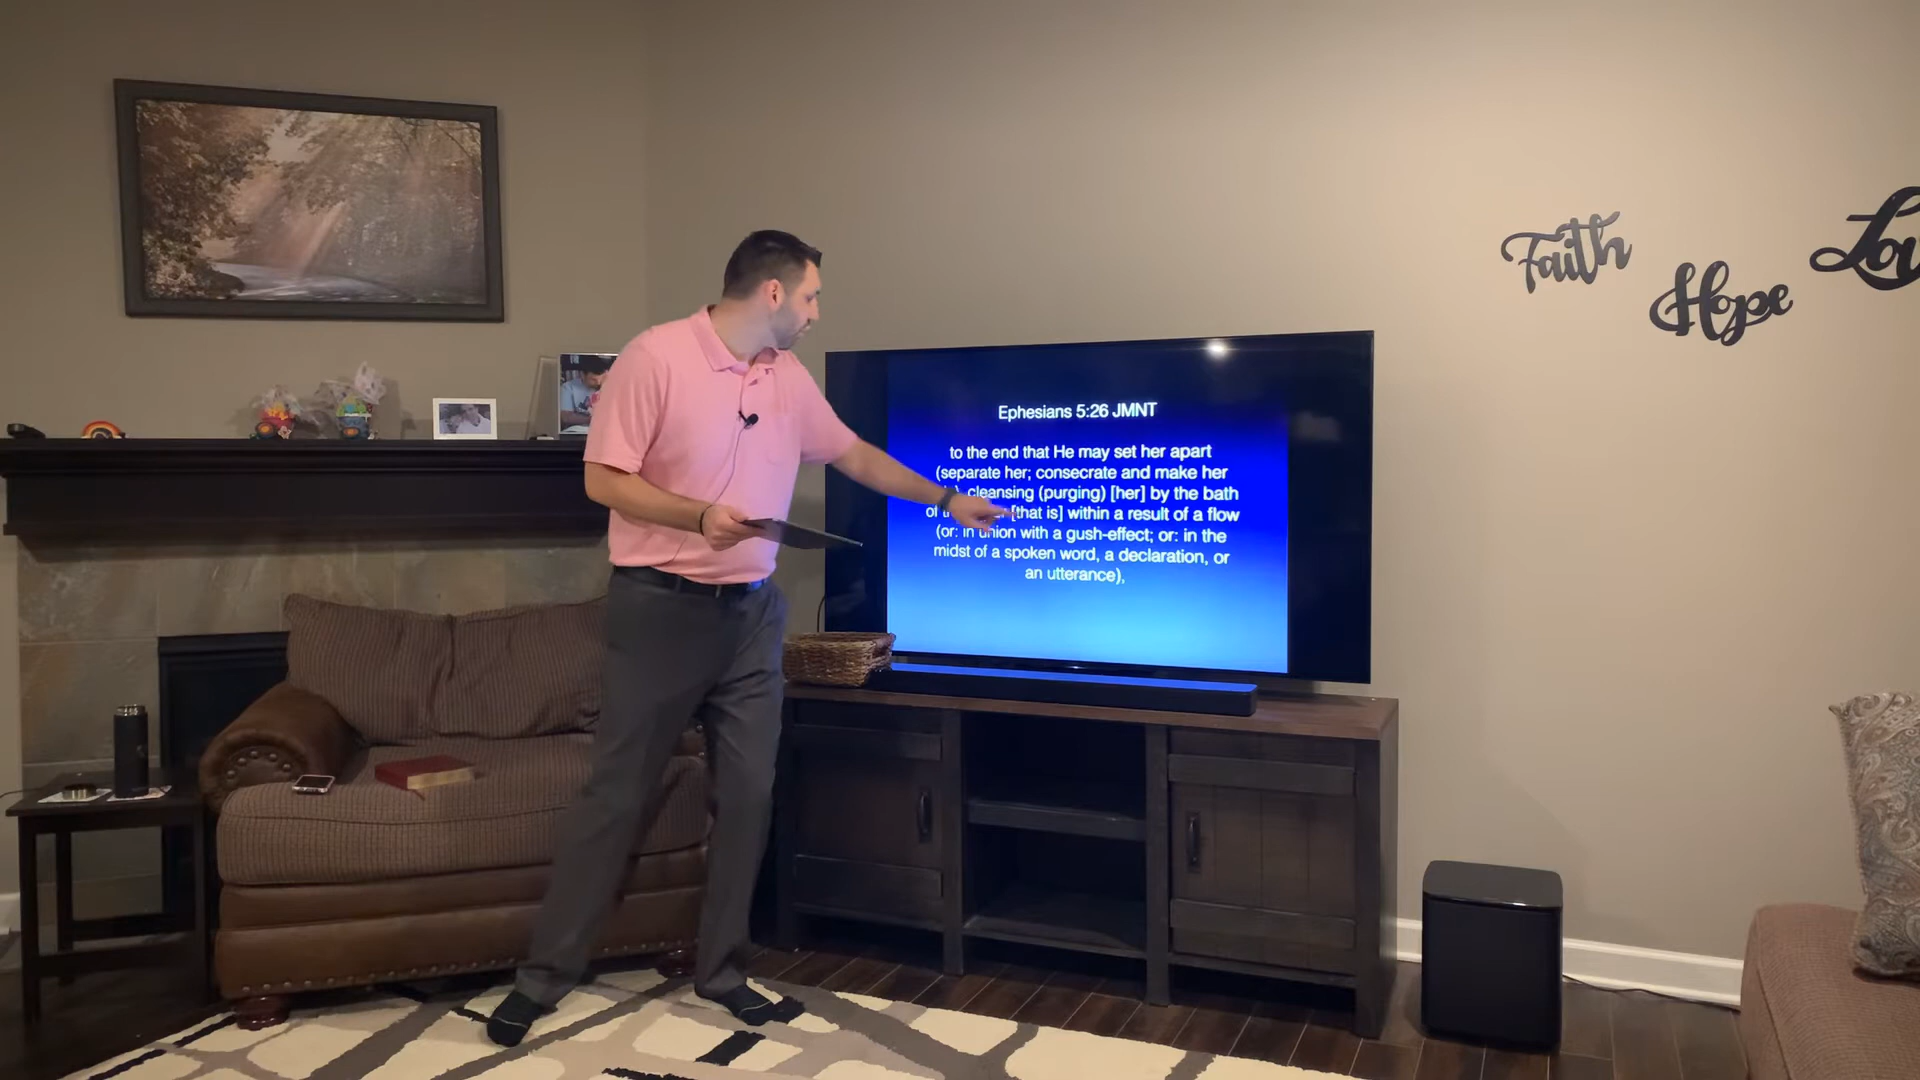 Faith
Hope
Ephesians 5:26 JMNT
to the end that He may set her apart
(separate her; consecrate and make her
cleansing (purging) [her] by the bath
of [that is] within a result of a flow
(or: in union with a gush-effect; or: in the
midst of a spoken word, a declaration, or
an utterance),